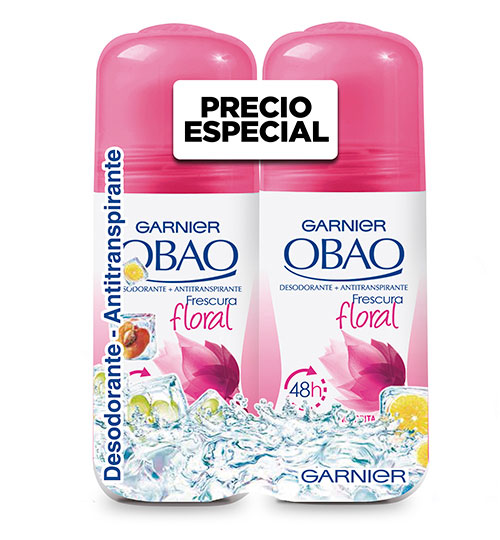 PRECIO
ESPECIAL
Desodorante - Antitranspirante
GARNIER
OBAO
DESODORANTE + ANTITRANSPIRANTE
Frescura
floral
GARNIER
OBAO
DESODORANTE + ANTITRANSPIRANTE
Frescura
floral
48h
GARNIER